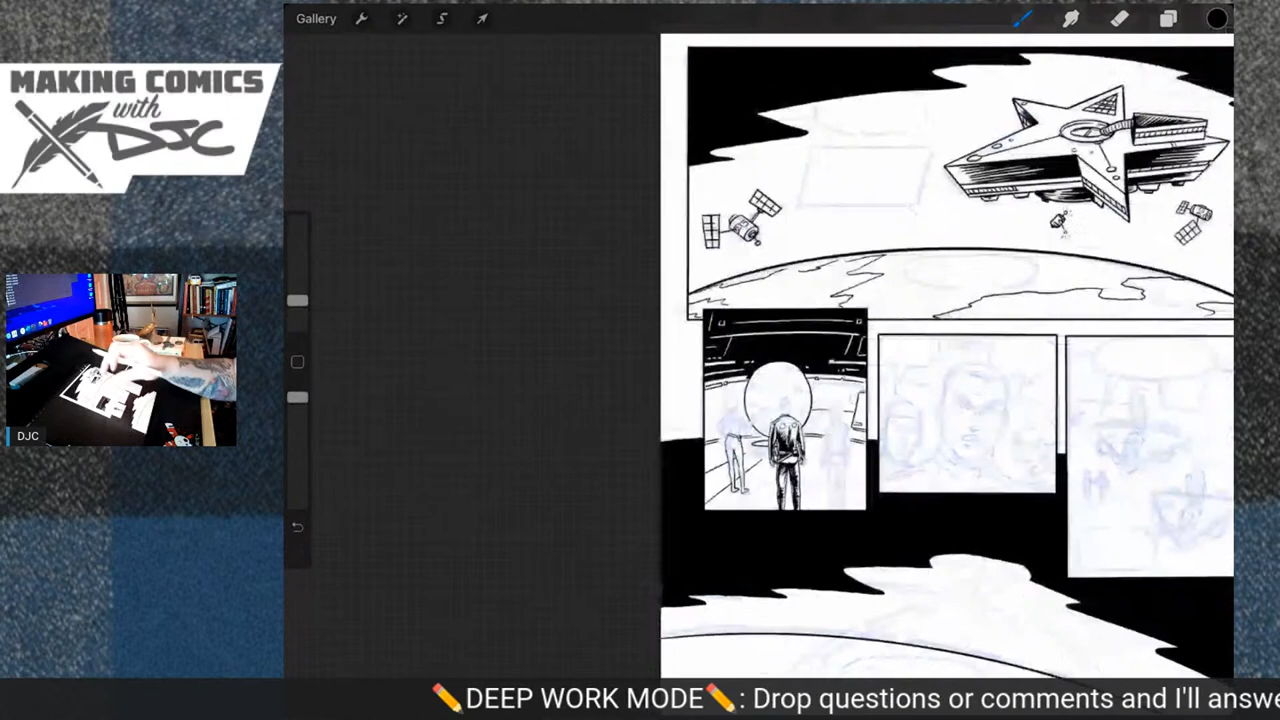 Gallery
MAKING COMICS
with
DJC
DJC
✏️DEEP WORK MODE✏️: Drop questions or comments and I'll answe